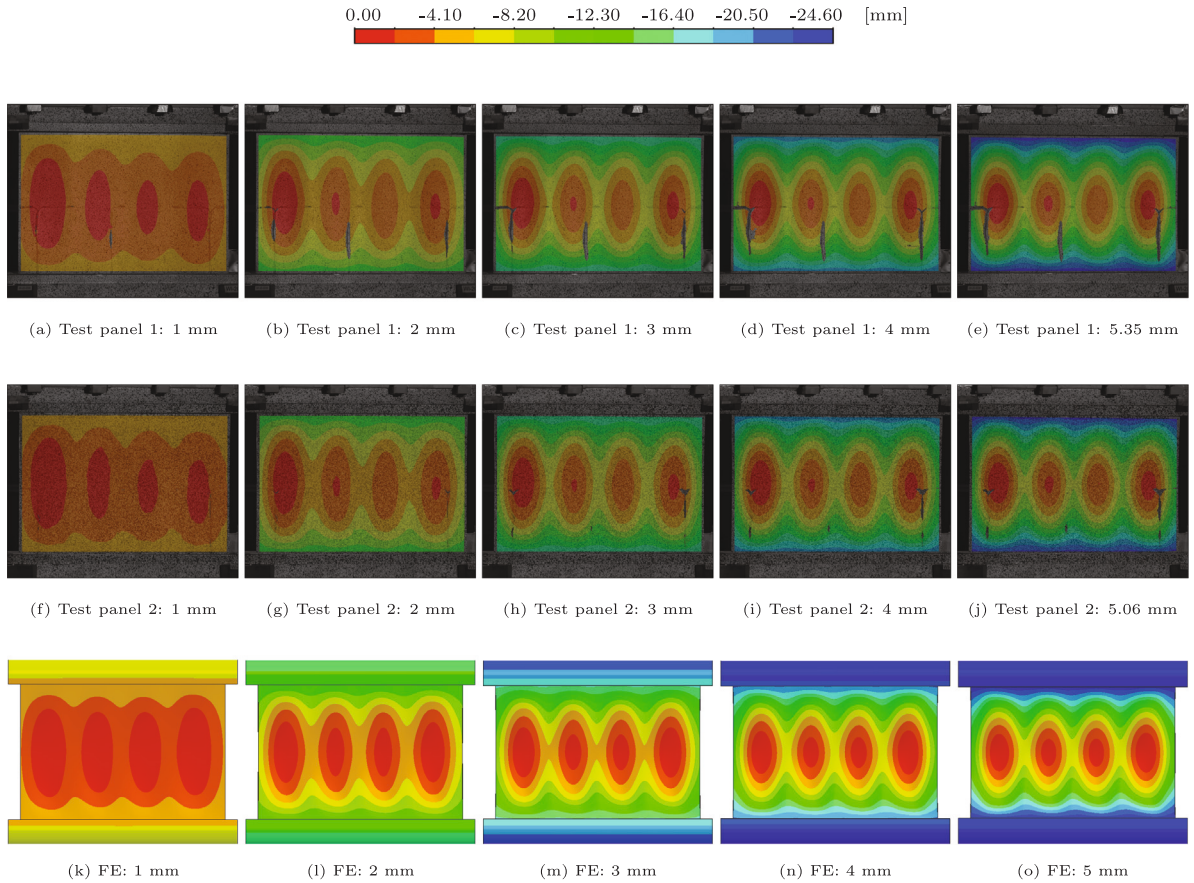 0.00 -4.10 -8.20 -12.30 -16.40 -20.50 -24.60 [mm]
(a) Test panel 1: 1 mm
(b) Test panel 1: 2 mm
(c) Test panel 1: 3 mm
(d) Test panel 1: 4 mm
(e) Test panel 1: 5.35 mm
(f) Test panel 2: 1 mm
(g) Test panel 2: 2 mm
(h) Test panel 2: 3 mm
(i) Test panel 2: 4 mm
(j) Test panel 2: 5.06 mm
(k) FE: 1 mm
(l) FE: 2 mm
(m) FE: 3 mm
(n) FE: 4 mm
(o) FE: 5 mm